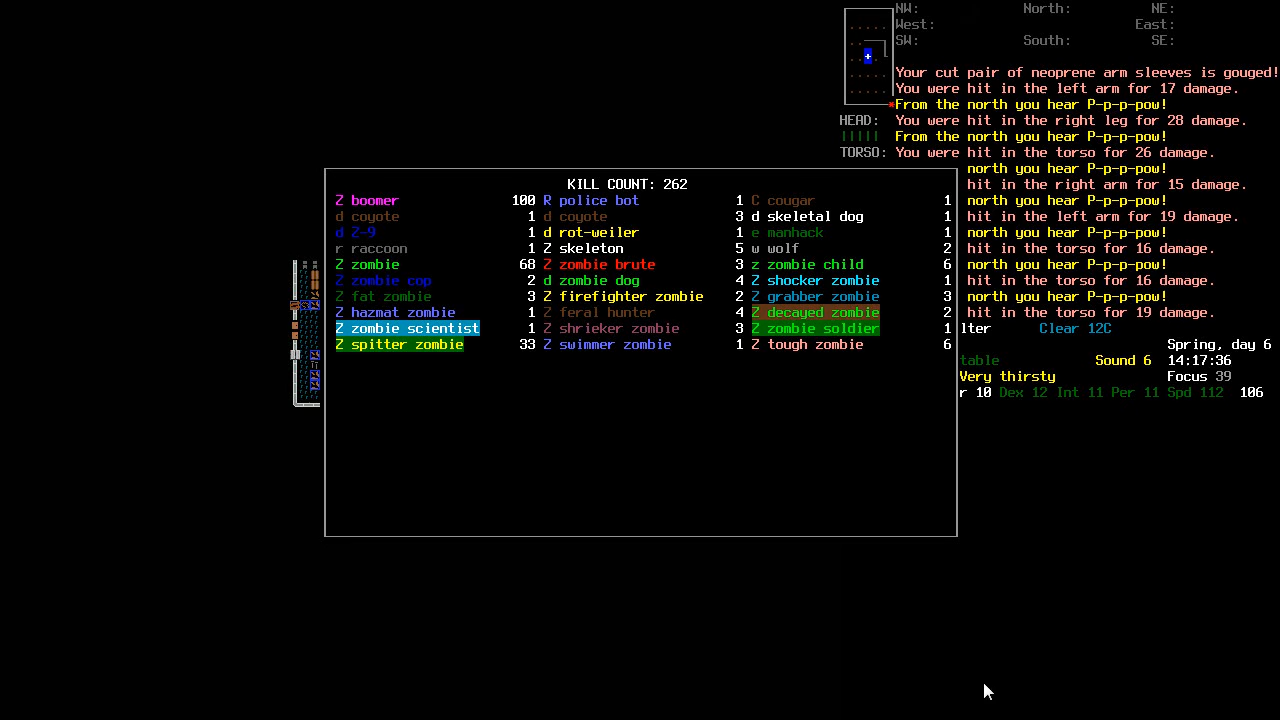 NW: North: NE:
West: East:
SW: South: SE:
Your cut pair of neoprene arm sleeves is gouged!
You were hit in the left arm for 17 damage.
From the north you hear P-p-p-pow!
HEAD: You were hit in the right leg for 28 damage.
||||| From the north you hear P-p-p-pow!
TORSO: You were hit in the torso for 26 damage.
north you hear P-p-p-pow!
hit in the right arm for 15 damage.
north you hear P-p-p-pow!
hit in the left arm for 19 damage.
north you hear P-p-p-pow!
hit in the torso for 16 damage.
north you hear P-p-p-pow!
hit in the torso for 16 damage.
north you hear P-p-p-pow!
hit in the torso for 19 damage.
lter Clear 12C
Spring, day 6
table Sound 6 14:17:36
Very thirsty Focus 39
r 10 Dex 12 Int 11 Per 11 Spd 112 106
KILL COUNT: 262
Z boomer 100 R police bot 1 C cougar 1
d coyote 1 d coyote 3 d skeletal dog 1
d Z-9 1 d rot-weiler 1 e manhack 1
r raccoon 1 Z skeleton 5 w wolf 2
Z zombie 68 Z zombie brute 3 z zombie child 6
Z zombie cop 2 d zombie dog 4 Z shocker zombie 1
Z fat zombie 3 Z firefighter zombie 2 Z grabber zombie 3
Z hazmat zombie 1 Z feral hunter 4 Z decayed zombie 2
Z zombie scientist 1 Z shrieker zombie 3 Z zombie soldier 1
Z spitter zombie 33 Z swimmer zombie 1 Z tough zombie 6